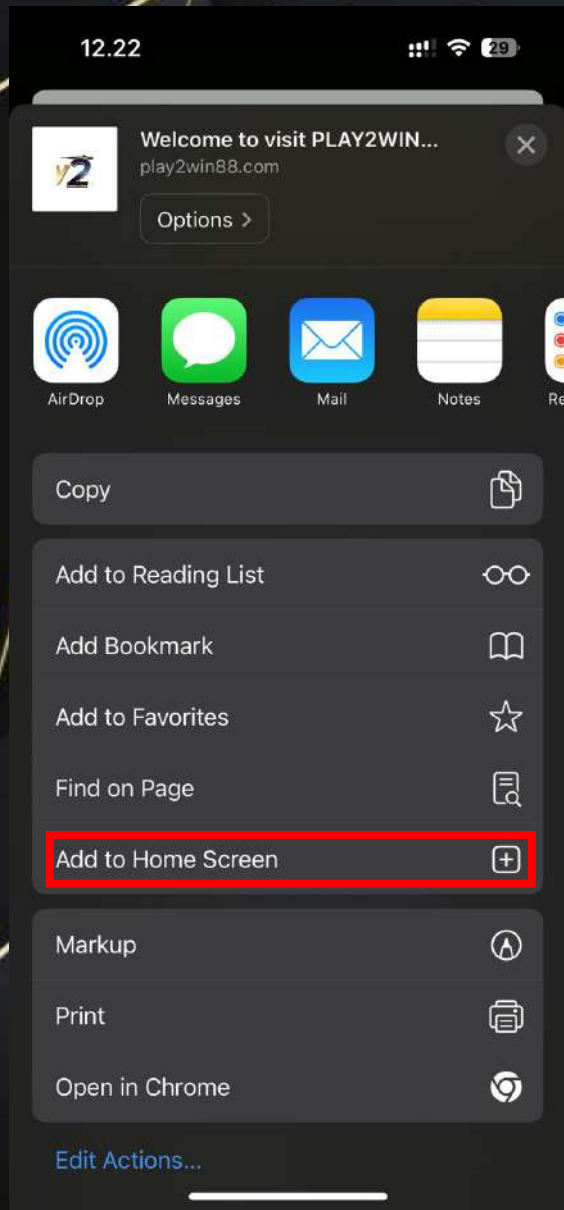 12.22
29
Welcome to visit PLAY2WIN...
play2win88.com
y2
Options >
AirDrop
Messages
Mail
Notes
Re
Copy
Add to Reading List
Add Bookmark
Add to Favorites
Find on Page
Add to Home Screen
Markup
Print
Open in Chrome
Edit Actions...